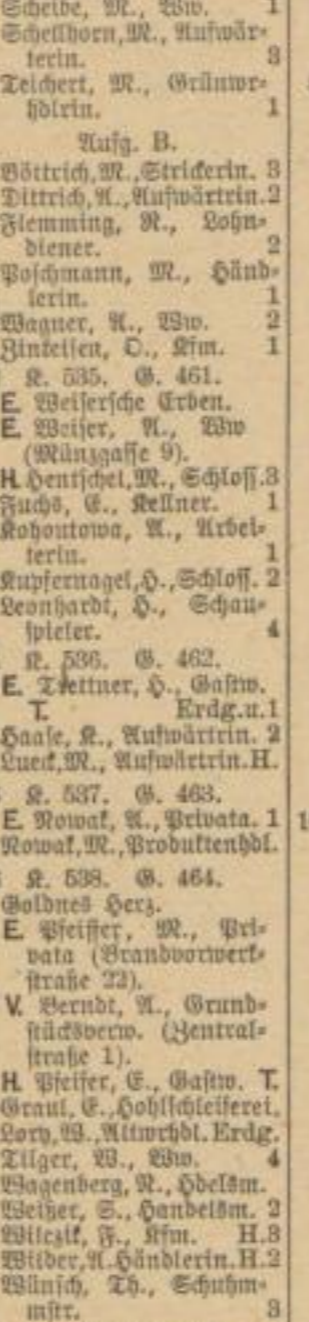 Scheibe, M., Ww. 1
Schellhorn, M., Aufwär-
terin. 3
Teichert, M., Grünwr-
hdlrin. 1
Aufg. B.
Böttrich, M., Strickerin. 3
Dittrich, A., Aufwärtrin. 2
Flemming, R., Lohn-
diener. 2
Poschmann, M., Händ-
lerin. 1
Wagner, A., Ww. 2
Zinkeisen, O., Kfm. 1
K. 535. G. 461.
E. Weisersche Erben.
E. Weiser, A., Ww
(Münzgasse 9).
H. Hentschel, M., Schloss. 3
Fuchs, E., Kellner. 1
Kohoutowa, A., Arbei-
terin. 1
Kupfernagel, H., Schloss. 2
Leonhardt, H., Schau-
spieler. 4
K. 536. G. 462.
E. Trettner, H., Gastw.
T. Erdg. u. 1
Haase, K., Aufwärtrin. 2
Lueck, M., Aufwärtrin. H.
K. 537. G. 463.
E. Nowak, A., Privata. 1
Nowak, M., Produktenhdl.
K. 538. G. 464.
Goldnes Herz.
E. Pfeiffer, M., Pri-
vata (Brandvorwerk-
straße 22).
V. Berndt, A., Grund-
stücksverw. (Zentral-
straße 1).
H. Pfeifer, E., Gastw. T.
Graul, E., Hohlschleiferei.
Lory, W., Altwrhdl. Erdg.
Tilger, W., Ww. 4
Wagenberg, R., Hdelsm.
Weißer, S., Handelsm. 2
Wilczik, F., Kfm. H. 3
Wilder, A. Händlerin. H. 2
Wünsch, Th., Schuhm-
mstr. 3